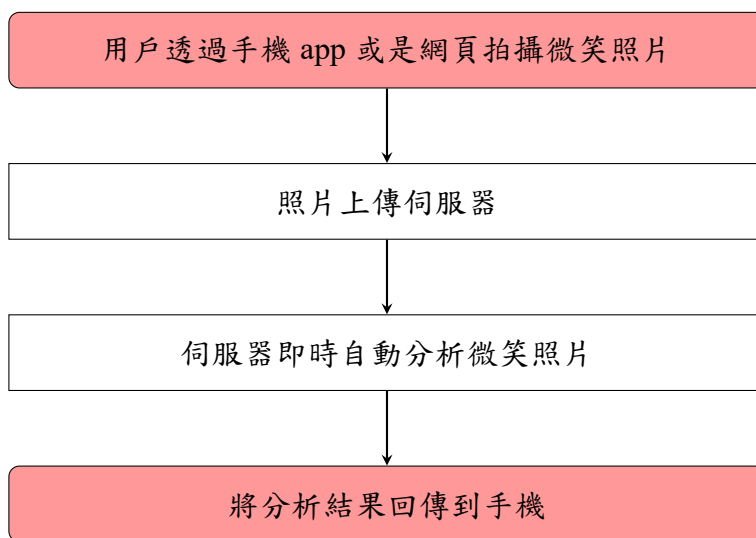 用戶透過手機 app 或是網頁拍攝微笑照片
照片上傳伺服器
伺服器即時自動分析微笑照片
將分析結果回傳到手機